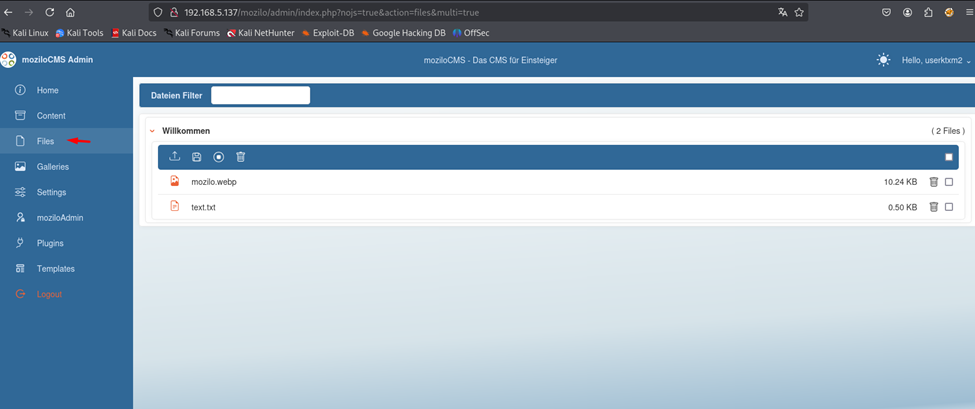 192.168.5.137/mozilo/admin/index.php?nojs=true&action=files&multi=true
Kali Linux Kali Tools Kali Docs Kali Forums Kali NetHunter Exploit-DB Google Hacking DB OffSec
moziloCMS Admin moziloCMS - Das CMS für Einsteiger Hello, userktxm2
Home
Content
Files
Galleries
Settings
moziloAdmin
Plugins
Templates
Logout
Dateien Filter
Willkommen ( 2 Files )
mozilo.webp 10.24 KB
text.txt 0.50 KB